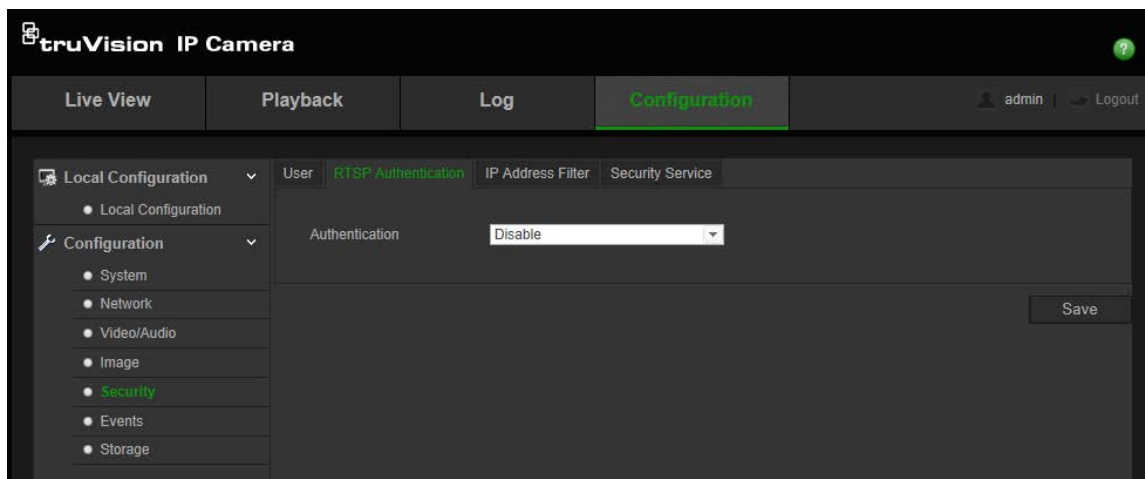 truVision IP Camera
?
Live View Playback Log Configuration admin Logout
Local Configuration
Local Configuration
Configuration
System
Network
Video/Audio
Image
Security
Events
Storage
User RTSP Authentication IP Address Filter Security Service
Authentication Disable
Save